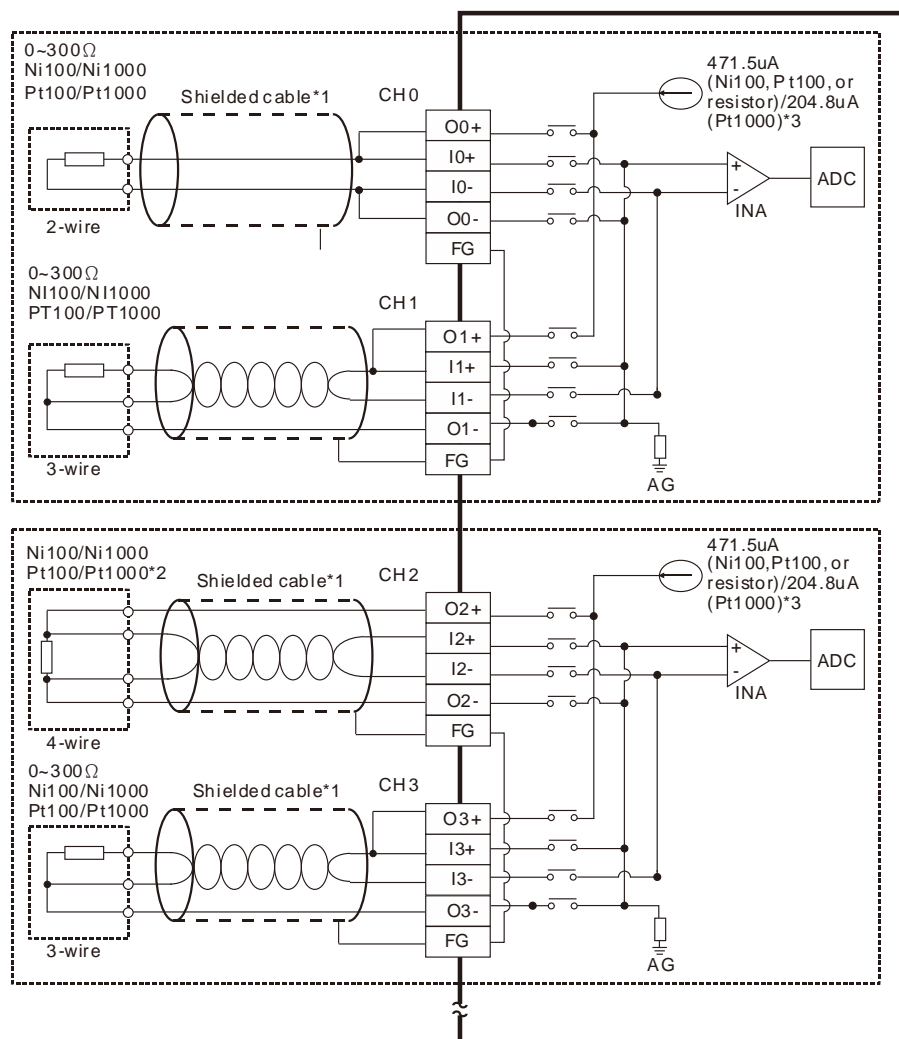 0~300Ω
Ni100/Ni1000
Pt100/Pt1000
Shielded cable*1
CH0
2-wire
O0+
I0+
I0-
O0-
FG
471.5uA
(Ni100, Pt100, or
resistor)/204.8uA
(Pt1000)*3
+
-
INA
ADC
0~300Ω
NI100/NI1000
PT100/PT1000
CH1
3-wire
O1+
I1+
I1-
O1-
FG
AG
Ni100/Ni1000
Pt100/Pt1000*2
Shielded cable*1
CH2
4-wire
O2+
I2+
I2-
O2-
FG
471.5uA
(Ni100,Pt100, or
resistor)/204.8uA
(Pt1000)*3
+
-
INA
ADC
0~300Ω
Ni100/Ni1000
Pt100/Pt1000
Shielded cable*1
CH3
3-wire
O3+
I3+
I3-
O3-
FG
AG